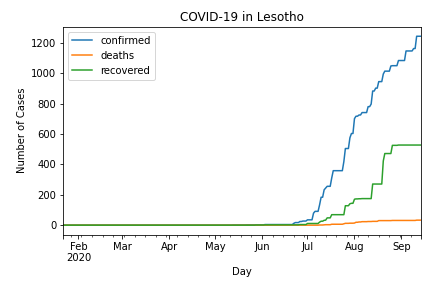 COVID-19 in Lesotho
confirmed
deaths
recovered
Number of Cases
1200
1000
800
600
400
200
0
Feb Mar Apr May Jun Jul Aug Sep
2020
Day